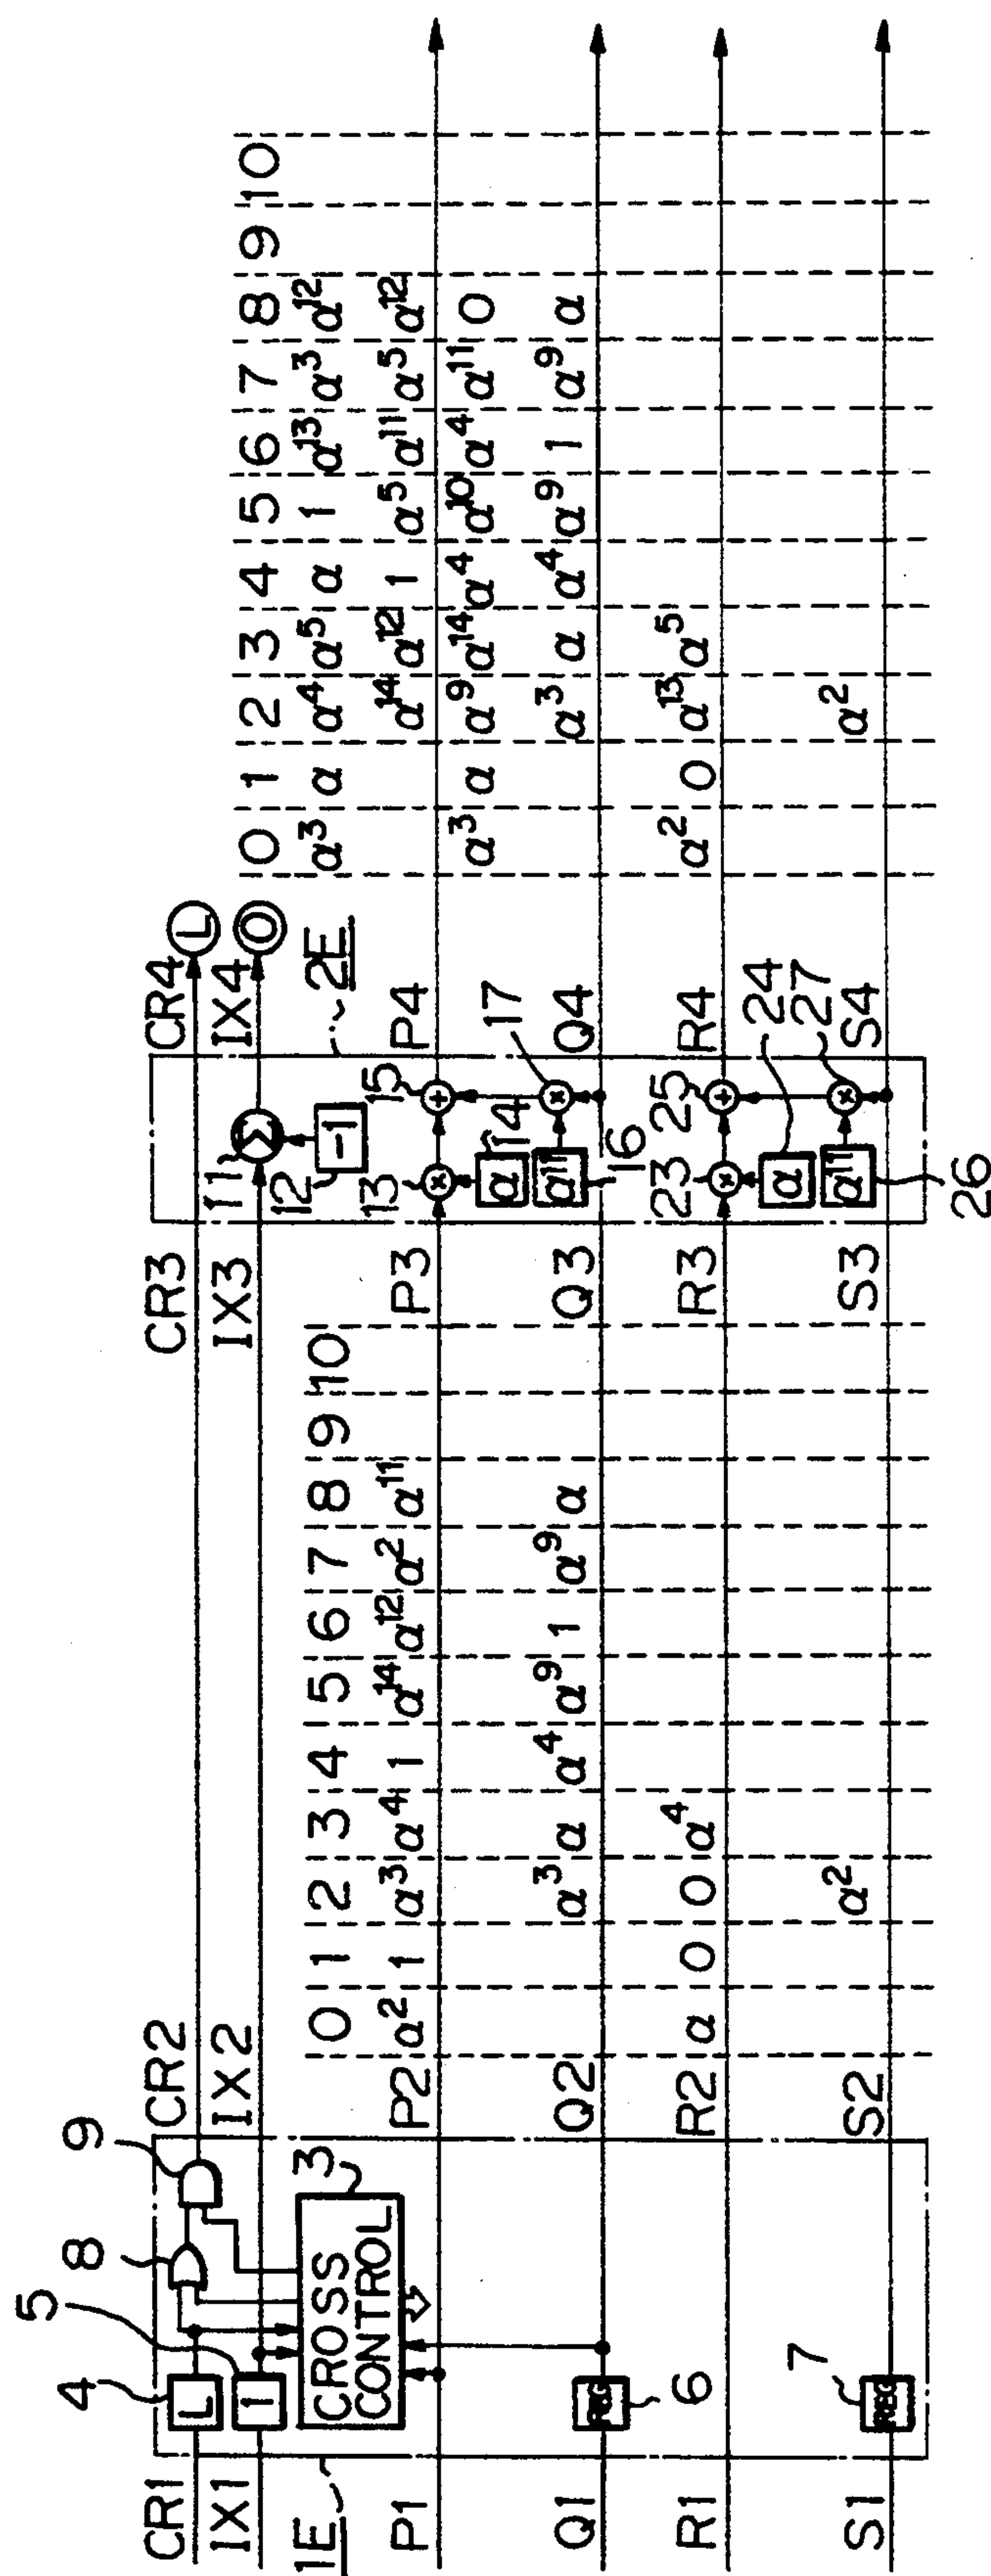 4 5 8 9
CR1 L CR2 CR3 CR4 L
IX1 1 IX2 IX3 11 Σ IX4 0
1E 3 12 -1 2E
CROSS
CONTROL
0 1 2 3 4 5 6 7 8 9 10
0 1 2 3 4 5 6 7 8 9 10
α³ α α⁴ α⁵ α 1 α¹³ α³ α¹²
P1 P2 α² 1 α³ α⁴ 1 α¹⁴ α¹² α² α¹¹ P3 13 15 P4 α¹⁴ α¹² 1 α⁵ α¹¹ α⁵ α¹²
× +
α 14 17 α³ α α⁹ α¹⁴ α⁴ α¹⁰ α⁴ α¹¹ 0
Q1 Q2 α³ α α⁴ α⁹ 1 α⁹ α Q3 α¹¹ × Q4 α³ α α⁴ α⁹ 1 α⁹ α
REG 6 16
R1 R2 α 0 0 α⁴ R3 23 25 R4 α² 0 α¹³ α⁵
× +
α 24
7 27
S1 S2 α² S3 α¹¹ × S4 α²
REG 26